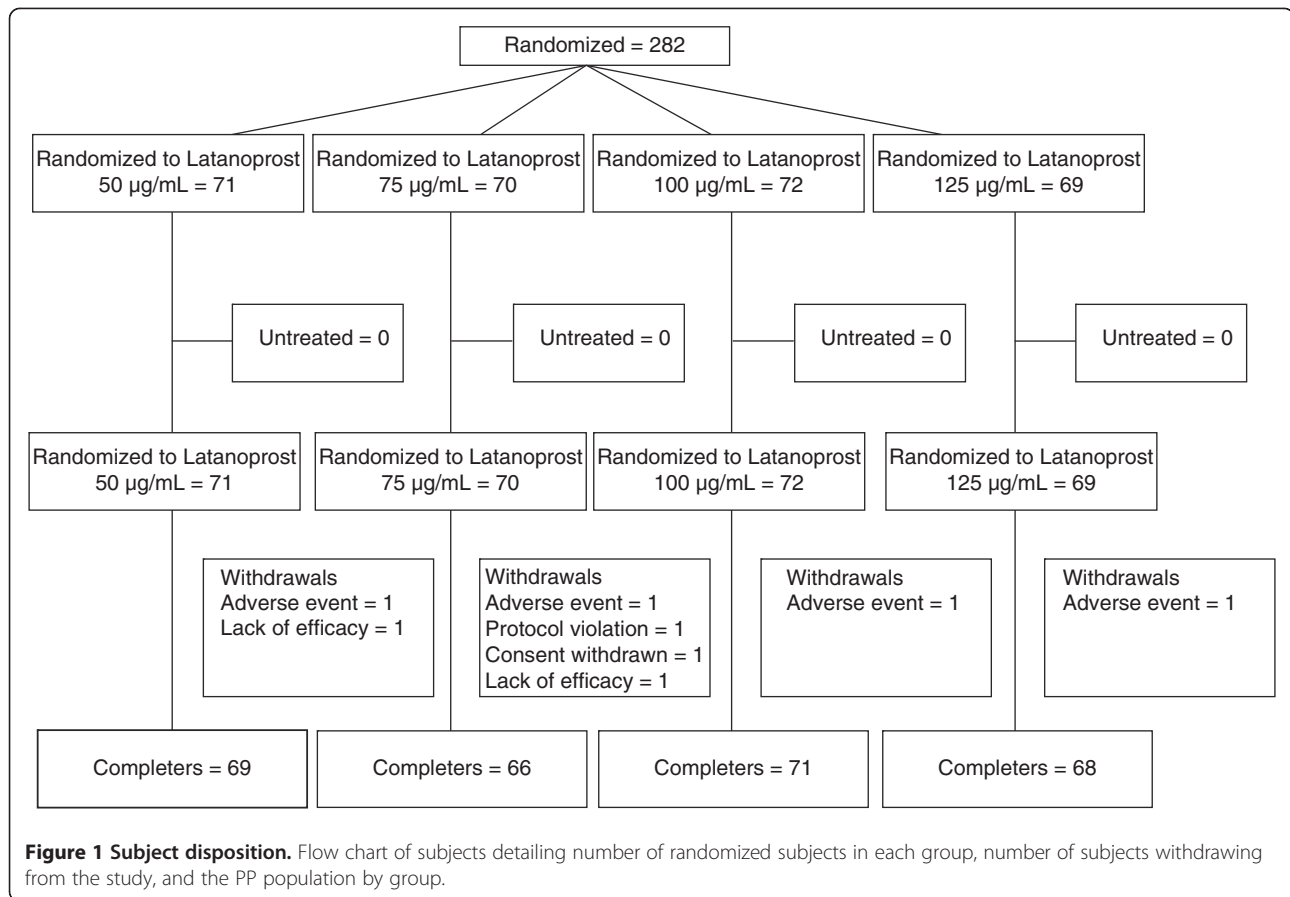 Randomized = 282
Randomized to Latanoprost
50 µg/mL = 71
Randomized to Latanoprost
75 µg/mL = 70
Randomized to Latanoprost
100 µg/mL = 72
Randomized to Latanoprost
125 µg/mL = 69
Untreated = 0
Untreated = 0
Untreated = 0
Untreated = 0
Randomized to Latanoprost
50 µg/mL = 71
Randomized to Latanoprost
75 µg/mL = 70
Randomized to Latanoprost
100 µg/mL = 72
Randomized to Latanoprost
125 µg/mL = 69
Withdrawals
Adverse event = 1
Lack of efficacy = 1
Withdrawals
Adverse event = 1
Protocol violation = 1
Consent withdrawn = 1
Lack of efficacy = 1
Withdrawals
Adverse event = 1
Withdrawals
Adverse event = 1
Completers = 69
Completers = 66
Completers = 71
Completers = 68
Figure 1 Subject disposition. Flow chart of subjects detailing number of randomized subjects in each group, number of subjects withdrawing
from the study, and the PP population by group.